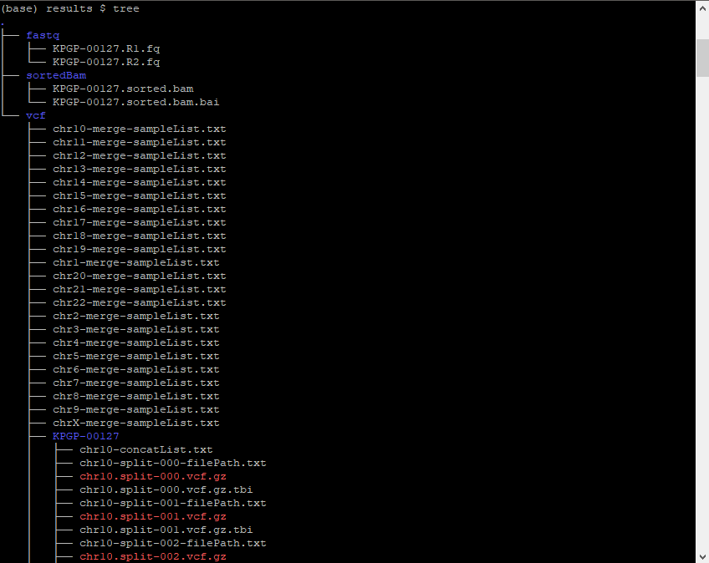 (base) results $ tree
.
├── fastq
│   ├── KPGP-00127.R1.fq
│   └── KPGP-00127.R2.fq
├── sortedBam
│   ├── KPGP-00127.sorted.bam
│   └── KPGP-00127.sorted.bam.bai
└── vcf
    ├── chr10-merge-sampleList.txt
    ├── chr11-merge-sampleList.txt
    ├── chr12-merge-sampleList.txt
    ├── chr13-merge-sampleList.txt
    ├── chr14-merge-sampleList.txt
    ├── chr15-merge-sampleList.txt
    ├── chr16-merge-sampleList.txt
    ├── chr17-merge-sampleList.txt
    ├── chr18-merge-sampleList.txt
    ├── chr19-merge-sampleList.txt
    ├── chr1-merge-sampleList.txt
    ├── chr20-merge-sampleList.txt
    ├── chr21-merge-sampleList.txt
    ├── chr22-merge-sampleList.txt
    ├── chr2-merge-sampleList.txt
    ├── chr3-merge-sampleList.txt
    ├── chr4-merge-sampleList.txt
    ├── chr5-merge-sampleList.txt
    ├── chr6-merge-sampleList.txt
    ├── chr7-merge-sampleList.txt
    ├── chr8-merge-sampleList.txt
    ├── chr9-merge-sampleList.txt
    ├── chrX-merge-sampleList.txt
    ├── KPGP-00127
    │   ├── chr10-concatList.txt
    │   ├── chr10-split-000-filePath.txt
    │   ├── chr10.split-000.vcf.gz
    │   ├── chr10.split-000.vcf.gz.tbi
    │   ├── chr10-split-001-filePath.txt
    │   ├── chr10.split-001.vcf.gz
    │   ├── chr10.split-001.vcf.gz.tbi
    │   ├── chr10-split-002-filePath.txt
    │   ├── chr10.split-002.vcf.gz